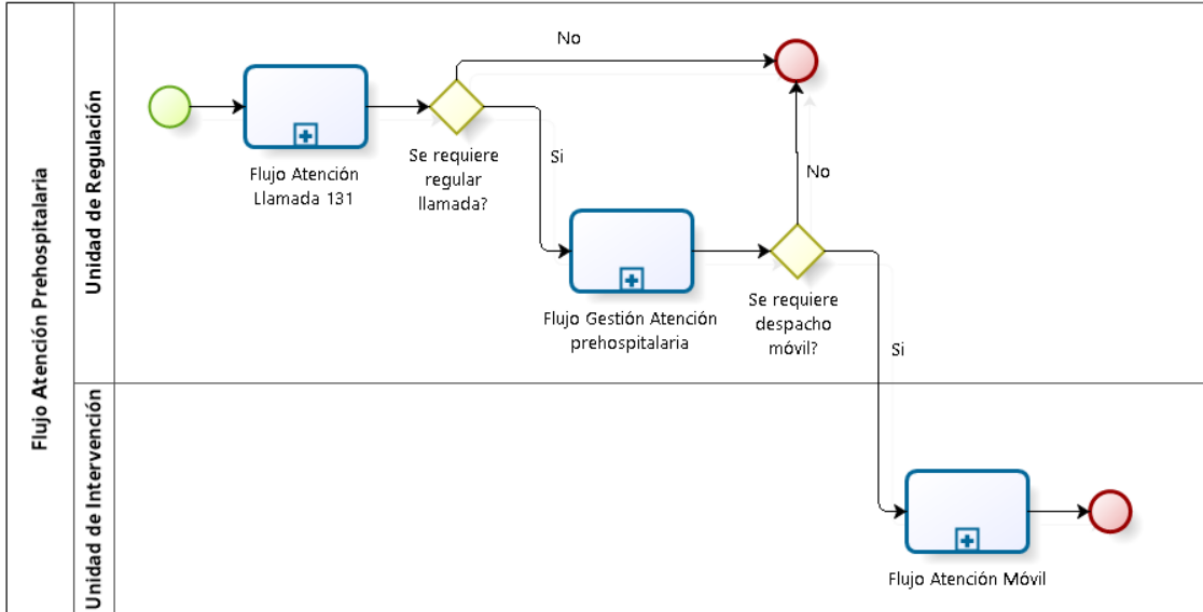 Flujo Atención Prehospitalaria
Unidad de Regulación
No
Flujo Atención
Llamada 131
Se requiere
regular
llamada?
Si
Flujo Gestión Atención
prehospitalaria
No
Se requiere
despacho
móvil?
Si
Unidad de Intervención
Flujo Atención Móvil